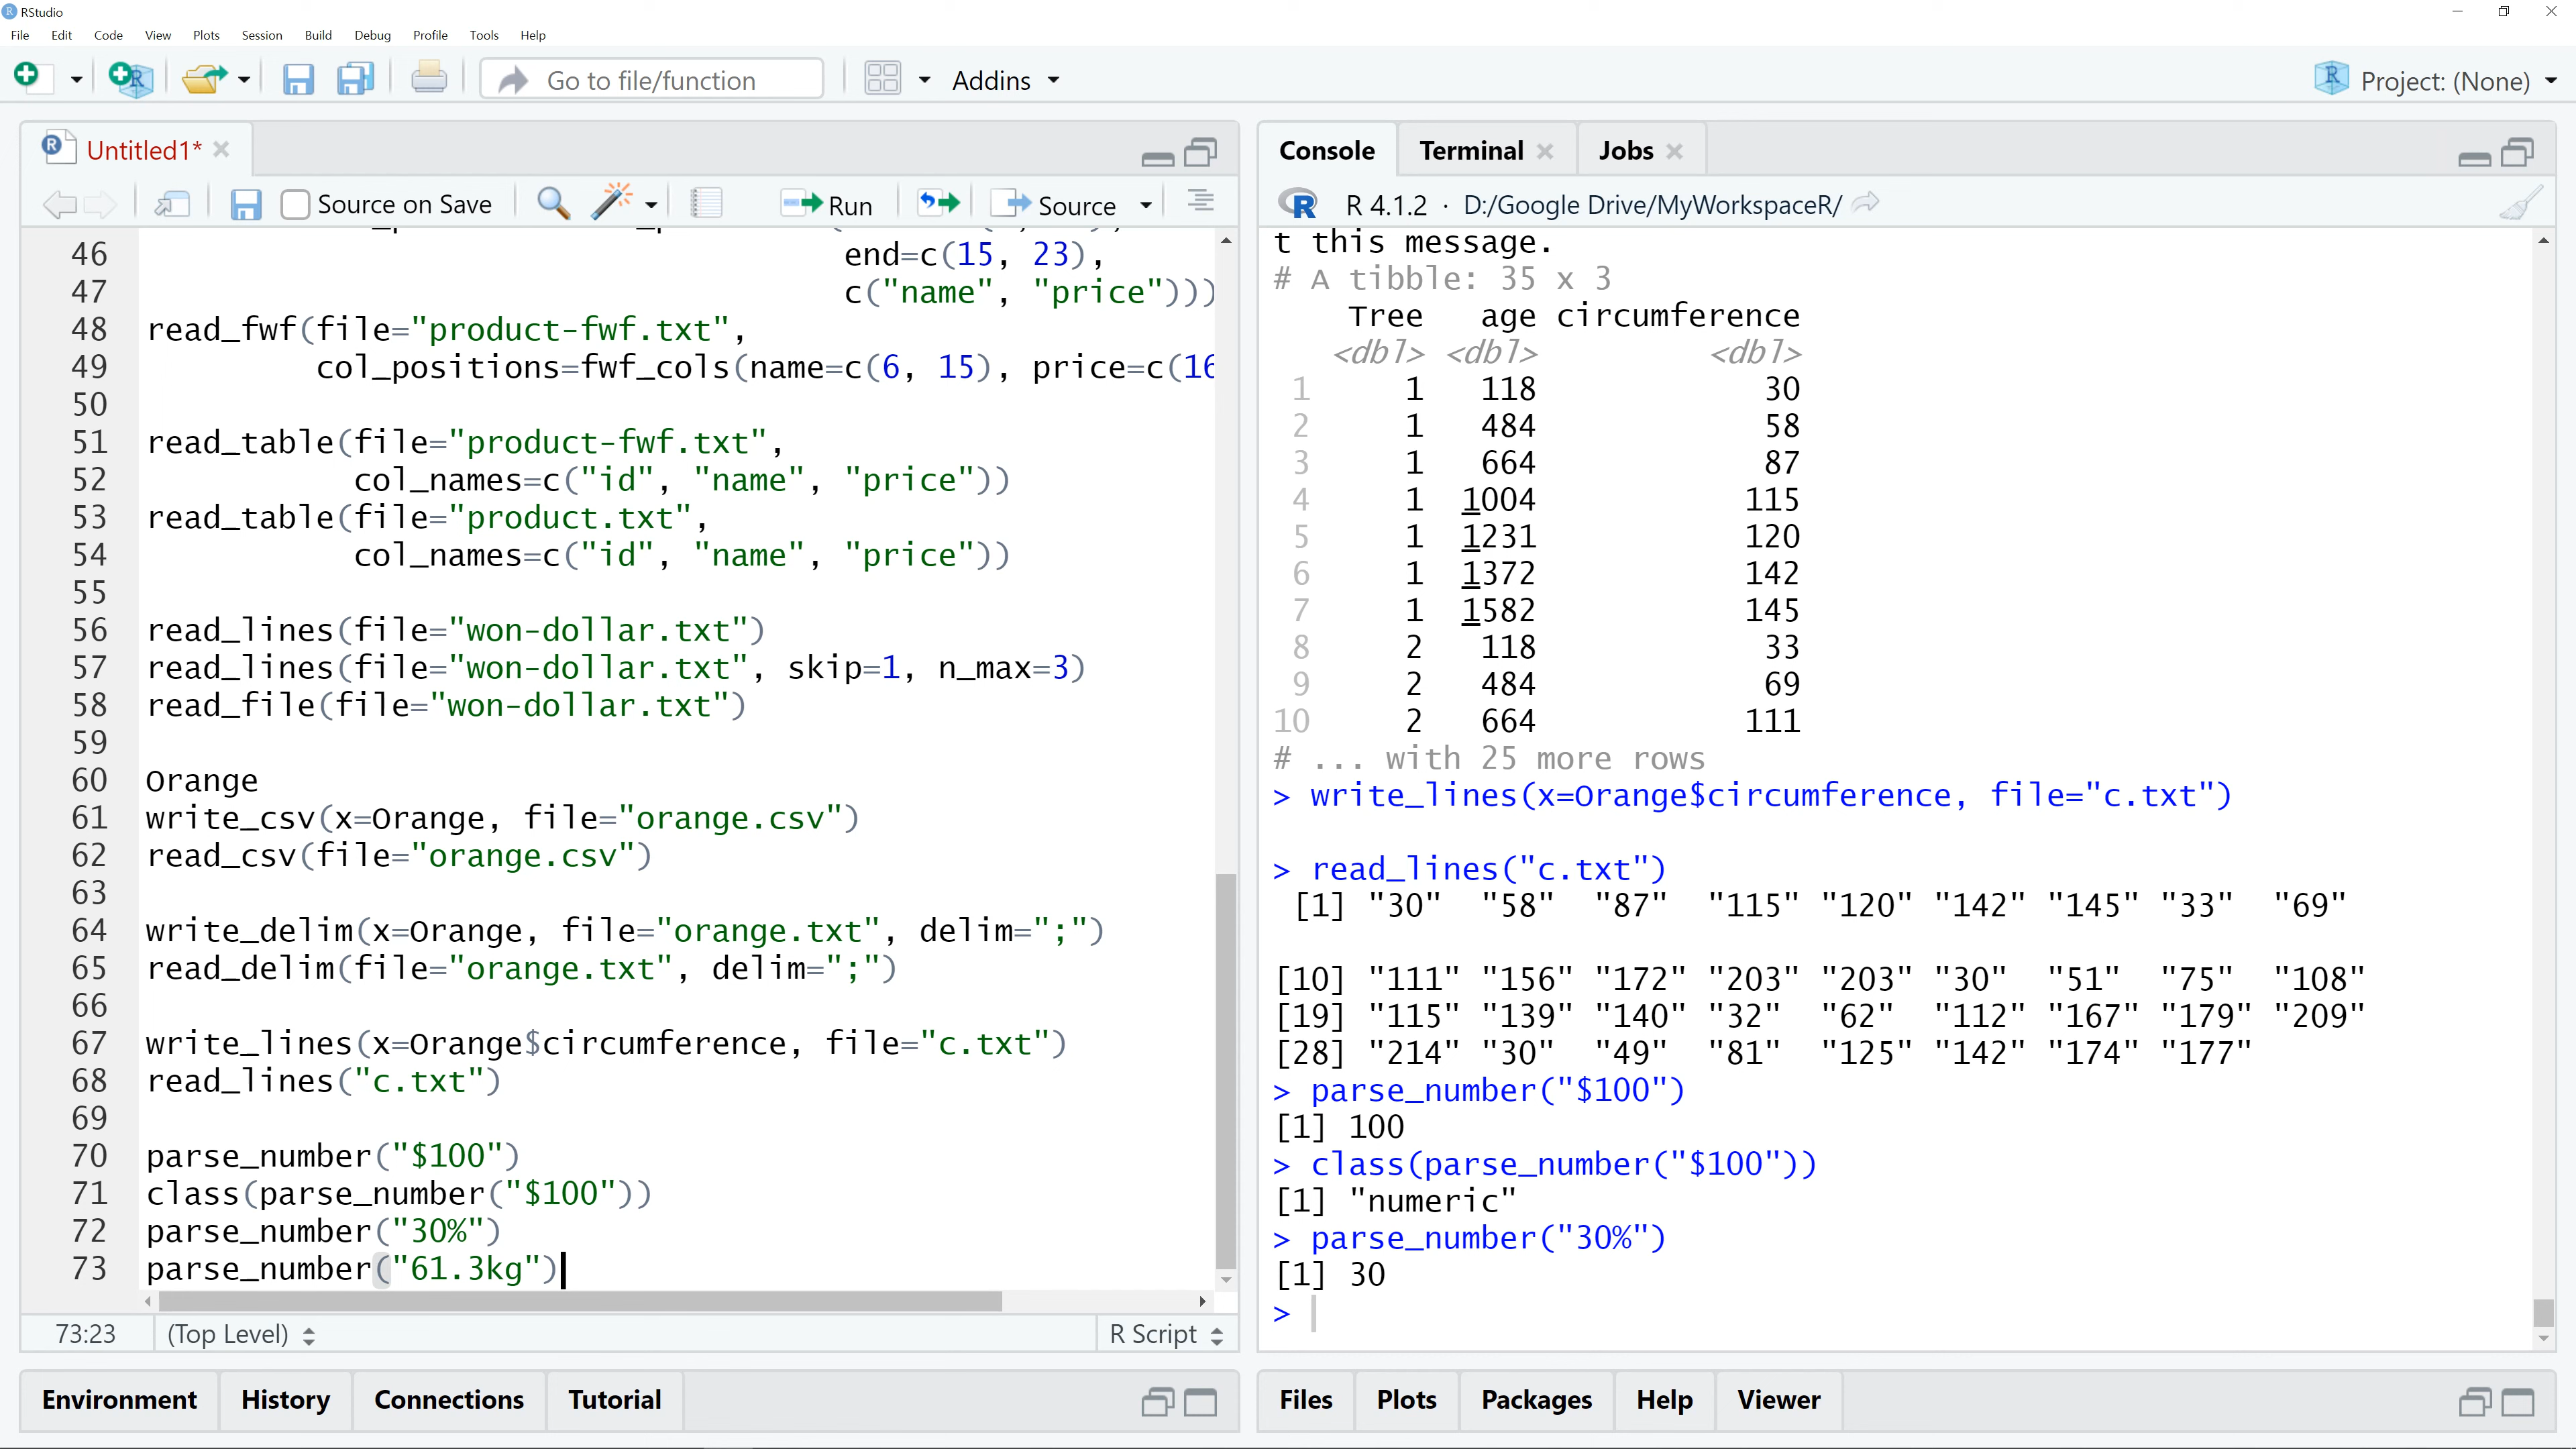 RStudio
File Edit Code View Plots Session Build Debug Profile Tools Help
Go to file/function Addins Project: (None)
Untitled1*
Source on Save Run Source
46 end=c(15, 23),
47 c("name", "price")))
48 read_fwf(file="product-fwf.txt",
49 col_positions=fwf_cols(name=c(6, 15), price=c(16
50
51 read_table(file="product-fwf.txt",
52 col_names=c("id", "name", "price"))
53 read_table(file="product.txt",
54 col_names=c("id", "name", "price"))
55
56 read_lines(file="won-dollar.txt")
57 read_lines(file="won-dollar.txt", skip=1, n_max=3)
58 read_file(file="won-dollar.txt")
59
60 Orange
61 write_csv(x=Orange, file="orange.csv")
62 read_csv(file="orange.csv")
63
64 write_delim(x=Orange, file="orange.txt", delim=";")
65 read_delim(file="orange.txt", delim=";")
66
67 write_lines(x=Orange$circumference, file="c.txt")
68 read_lines("c.txt")
69
70 parse_number("$100")
71 class(parse_number("$100"))
72 parse_number("30%")
73 parse_number("61.3kg")
73:23 (Top Level) R Script
Environment History Connections Tutorial
Console Terminal Jobs
R 4.1.2 · D:/Google Drive/MyWorkspaceR/
t this message.
# A tibble: 35 x 3
Tree age circumference
<dbl> <dbl> <dbl>
1 1 118 30
2 1 484 58
3 1 664 87
4 1 1004 115
5 1 1231 120
6 1 1372 142
7 1 1582 145
8 2 118 33
9 2 484 69
10 2 664 111
# ... with 25 more rows
> write_lines(x=Orange$circumference, file="c.txt")
> read_lines("c.txt")
[1] "30" "58" "87" "115" "120" "142" "145" "33" "69"
[10] "111" "156" "172" "203" "203" "30" "51" "75" "108"
[19] "115" "139" "140" "32" "62" "112" "167" "179" "209"
[28] "214" "30" "49" "81" "125" "142" "174" "177"
> parse_number("$100")
[1] 100
> class(parse_number("$100"))
[1] "numeric"
> parse_number("30%")
[1] 30
>
Files Plots Packages Help Viewer